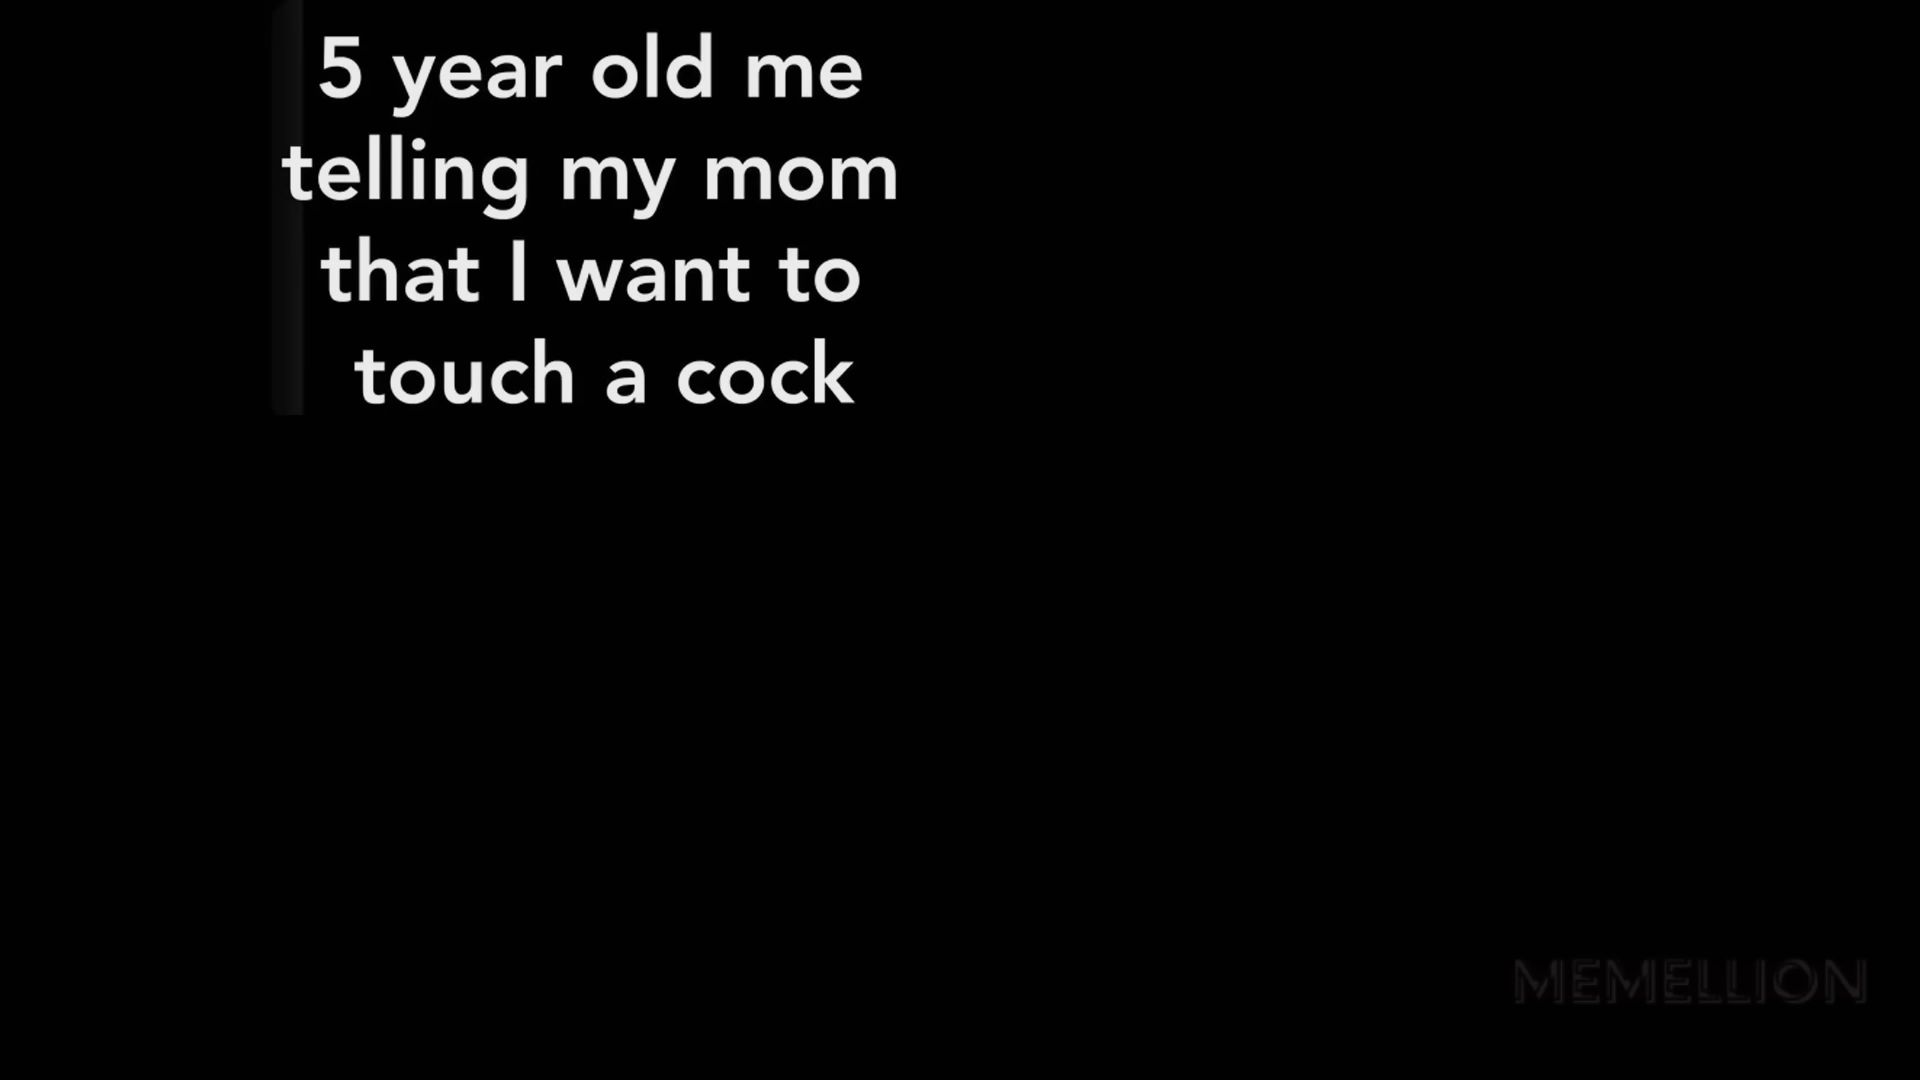 5 year old me
telling my mom
that I want to
touch a cock
MEMELLION